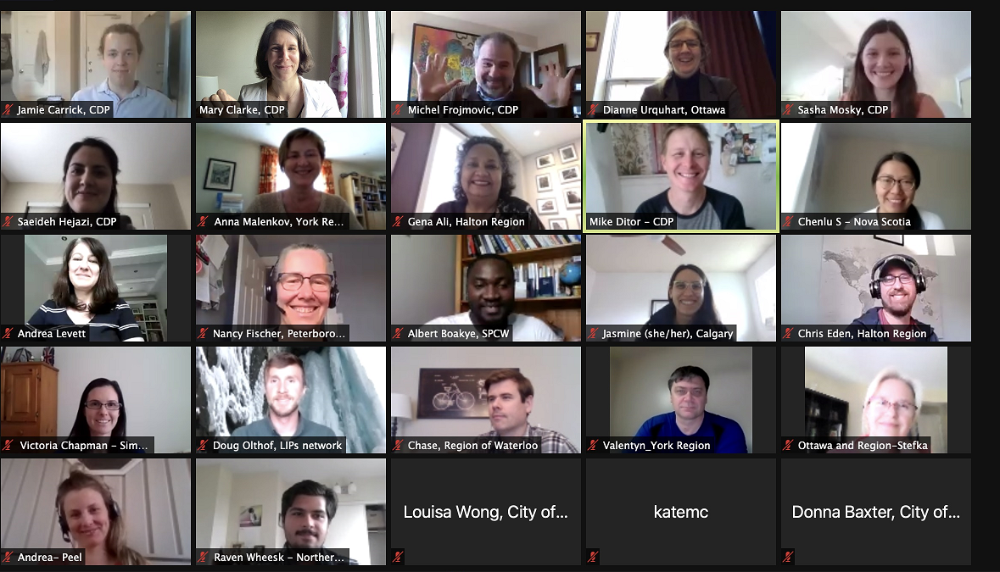 Jamie Carrick, CDP
Mary Clarke, CDP
Michel Frojmovic, CDP
Dianne Urquhart, Ottawa
Sasha Mosky, CDP
Saeideh Hejazi, CDP
Anna Malenkov, York Re...
Gena Ali, Halton Region
Mike Ditor - CDP
Chenlu S - Nova Scotia
Andrea Levett
Nancy Fischer, Peterboro...
Albert Boakye, SPCW
Jasmine (she/her), Calgary
Chris Eden, Halton Region
Victoria Chapman - Sim...
Doug Olthof, LIPs network
Chase, Region of Waterloo
Valentyn_York Region
Ottawa and Region-Stefka
Andrea- Peel
Raven Wheesk - Norther...
Louisa Wong, City of...
katemc
Donna Baxter, City of...